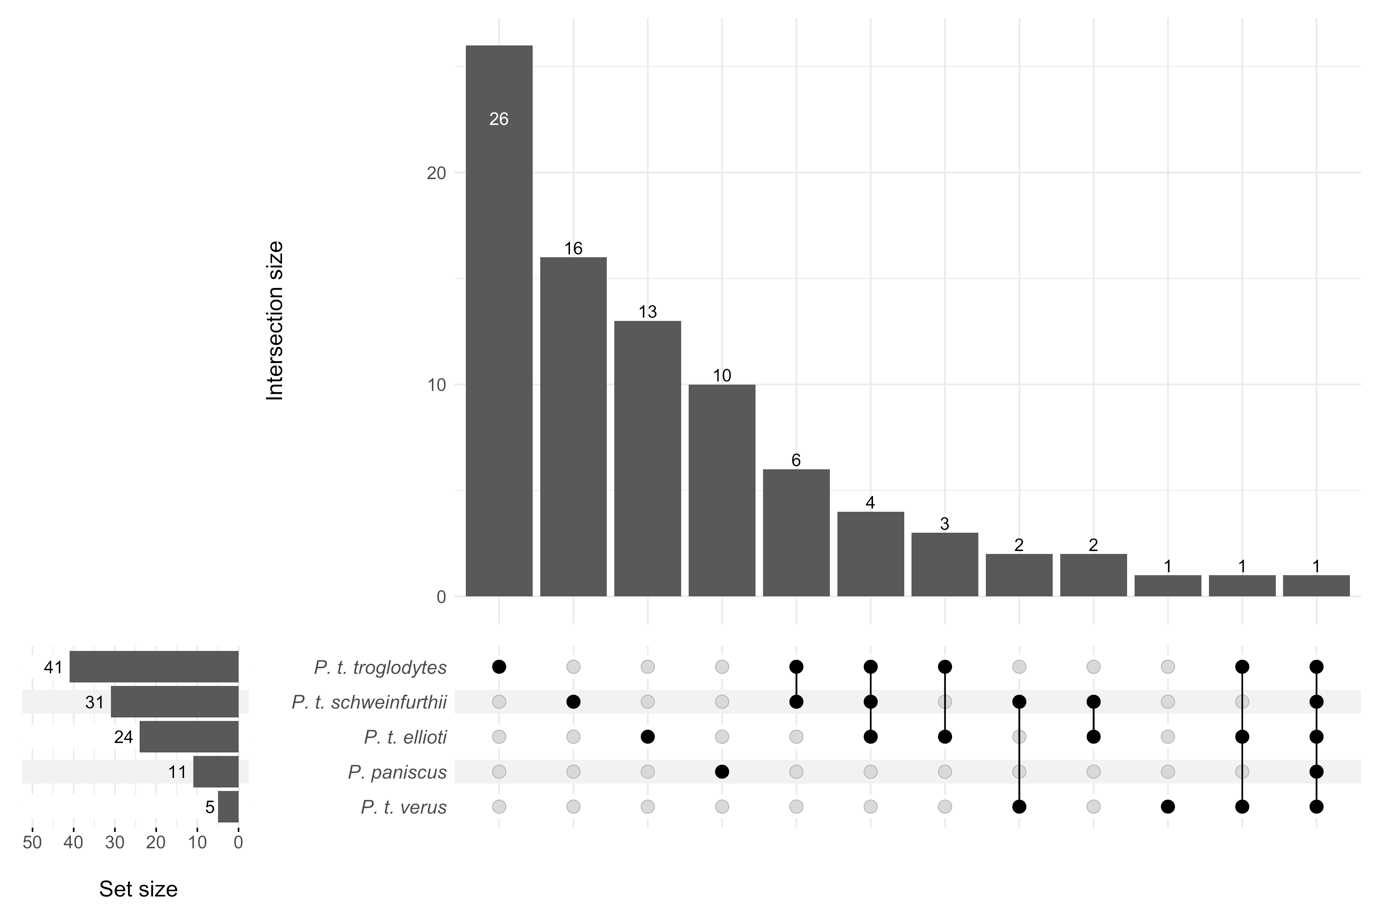 26
16
13
10
6
4
3
2
2
1
1
1
20
10
0
Intersection size
P. t. troglodytes
P. t. schweinfurthii
P. t. ellioti
P. paniscus
P. t. verus
41
31
24
11
5
50 40 30 20 10 0
Set size